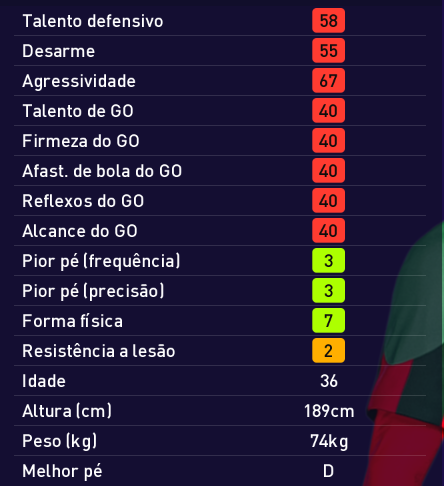 Talento defensivo 58
Desarme 55
Agressividade 67
Talento de GO 40
Firmeza do GO 40
Afast. de bola do GO 40
Reflexos do GO 40
Alcance do GO 40
Pior pé (frequência) 3
Pior pé (precisão) 3
Forma física 7
Resistência a lesão 2
Idade 36
Altura (cm) 189cm
Peso (kg) 74kg
Melhor pé D